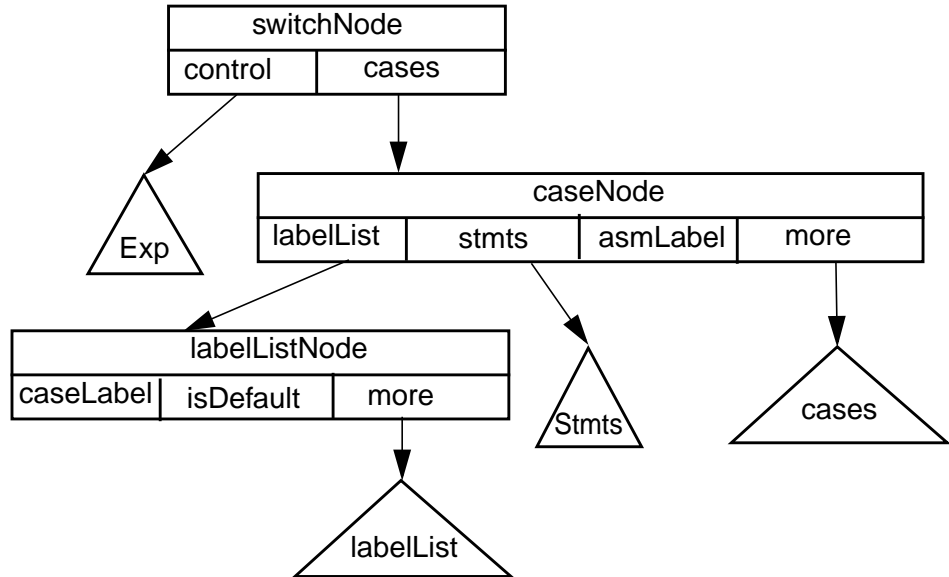 switchNode
control cases
caseNode
Exp
labelList stmts asmLabel more
labelListNode
caseLabel isDefault more
Stmts
cases
labelList